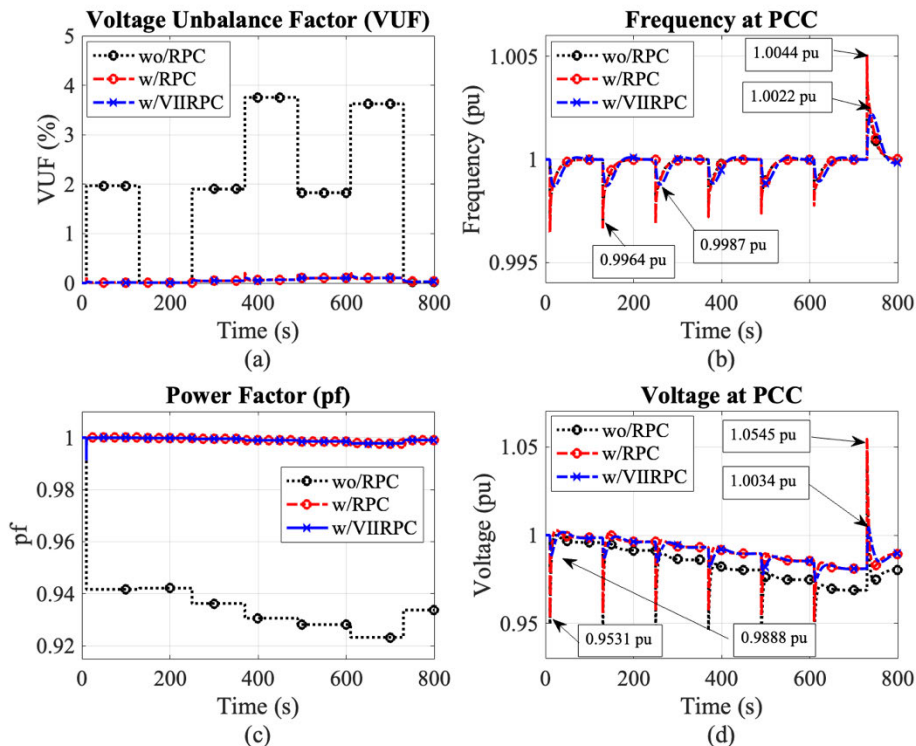 Voltage Unbalance Factor (VUF)
5
4
3
2
1
0
VUF (%)
wo/RPC
w/RPC
w/VIIRPC
0 200 400 600 800
Time (s)
(a)
Frequency at PCC
1.005
1
0.995
Frequency (pu)
wo/RPC
w/RPC
w/VIIRPC
1.0044 pu
1.0022 pu
0.9987 pu
0.9964 pu
0 200 400 600 800
Time (s)
(b)
Power Factor (pf)
1
0.98
0.96
0.94
0.92
pf
wo/RPC
w/RPC
w/VIIRPC
0 200 400 600 800
Time (s)
(c)
Voltage at PCC
1.05
1
0.95
Voltage (pu)
wo/RPC
w/RPC
w/VIIRPC
1.0545 pu
1.0034 pu
0.9531 pu
0.9888 pu
0 200 400 600 800
Time (s)
(d)